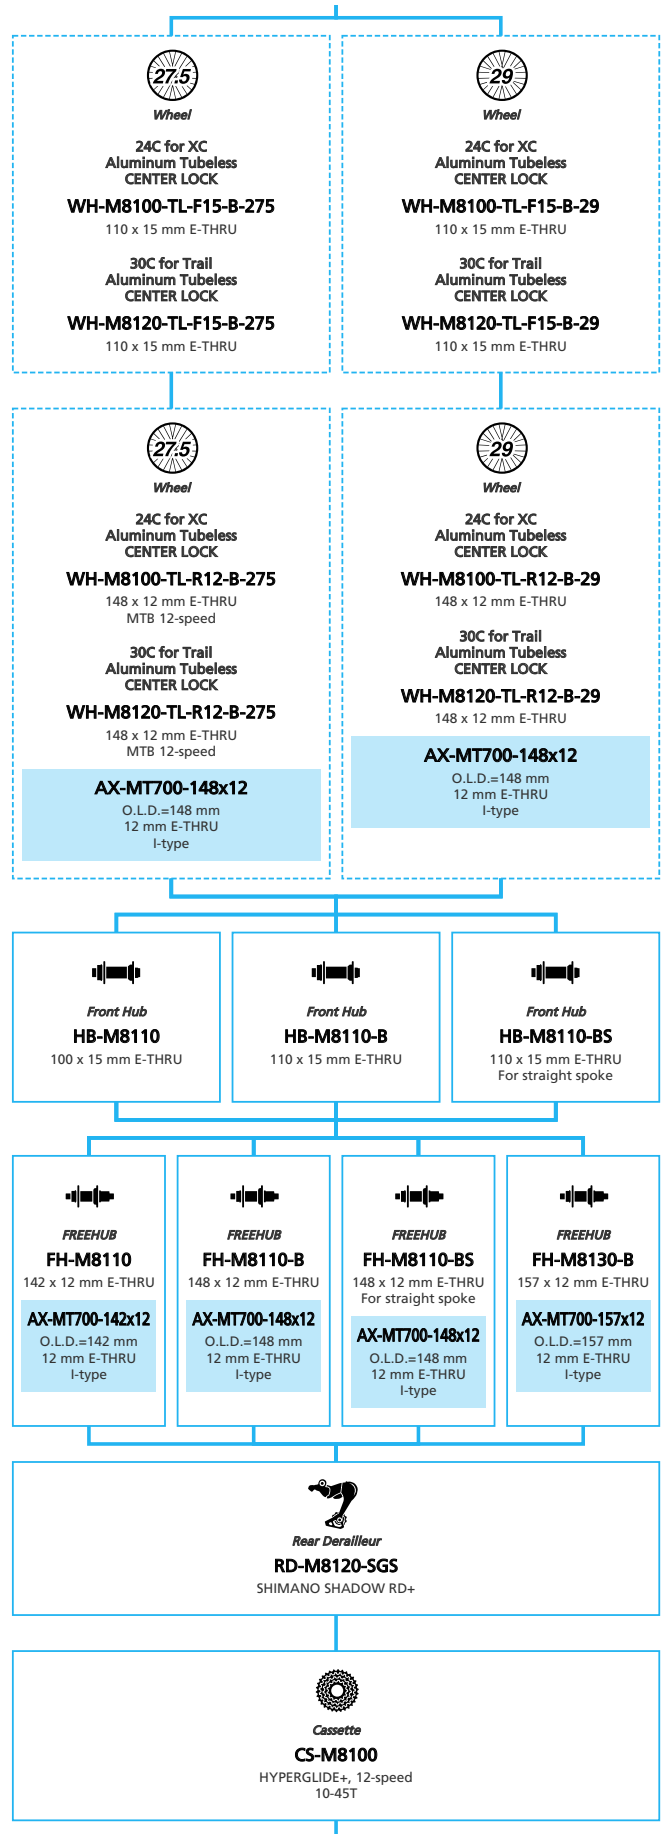 27.5
Wheel
24C for XC
Aluminum Tubeless
CENTER LOCK
WH-M8100-TL-F15-B-275
110 x 15 mm E-THRU
30C for Trail
Aluminum Tubeless
CENTER LOCK
WH-M8120-TL-F15-B-275
110 x 15 mm E-THRU
29
Wheel
24C for XC
Aluminum Tubeless
CENTER LOCK
WH-M8100-TL-F15-B-29
110 x 15 mm E-THRU
30C for Trail
Aluminum Tubeless
CENTER LOCK
WH-M8120-TL-F15-B-29
110 x 15 mm E-THRU
27.5
Wheel
24C for XC
Aluminum Tubeless
CENTER LOCK
WH-M8100-TL-R12-B-275
148 x 12 mm E-THRU
MTB 12-speed
30C for Trail
Aluminum Tubeless
CENTER LOCK
WH-M8120-TL-R12-B-275
148 x 12 mm E-THRU
MTB 12-speed
AX-MT700-148x12
O.L.D.=148 mm
12 mm E-THRU
I-type
29
Wheel
24C for XC
Aluminum Tubeless
CENTER LOCK
WH-M8100-TL-R12-B-29
148 x 12 mm E-THRU
30C for Trail
Aluminum Tubeless
CENTER LOCK
WH-M8120-TL-R12-B-29
148 x 12 mm E-THRU
AX-MT700-148x12
O.L.D.=148 mm
12 mm E-THRU
I-type
Front Hub
HB-M8110
100 x 15 mm E-THRU
Front Hub
HB-M8110-B
110 x 15 mm E-THRU
Front Hub
HB-M8110-BS
110 x 15 mm E-THRU
For straight spoke
FREEHUB
FH-M8110
142 x 12 mm E-THRU
AX-MT700-142x12
O.L.D.=142 mm
12 mm E-THRU
I-type
FREEHUB
FH-M8110-B
148 x 12 mm E-THRU
AX-MT700-148x12
O.L.D.=148 mm
12 mm E-THRU
I-type
FREEHUB
FH-M8110-BS
148 x 12 mm E-THRU
For straight spoke
AX-MT700-148x12
O.L.D.=148 mm
12 mm E-THRU
I-type
FREEHUB
FH-M8130-B
157 x 12 mm E-THRU
AX-MT700-157x12
O.L.D.=157 mm
12 mm E-THRU
I-type
Rear Derailleur
RD-M8120-SGS
SHIMANO SHADOW RD+
Cassette
CS-M8100
HYPERGLIDE+, 12-speed
10-45T